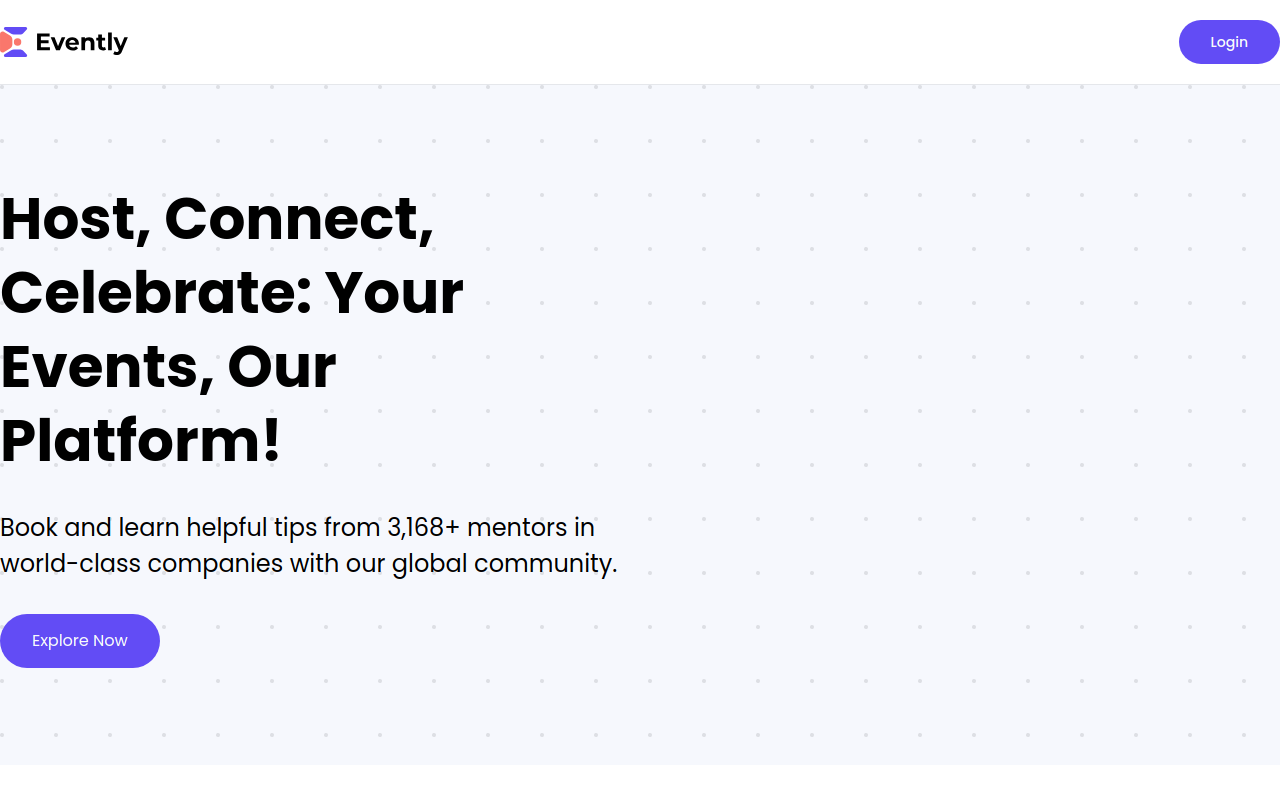 Evently
Login
Host, Connect,
Celebrate: Your
Events, Our
Platform!
Book and learn helpful tips from 3,168+ mentors in
world-class companies with our global community.
Explore Now